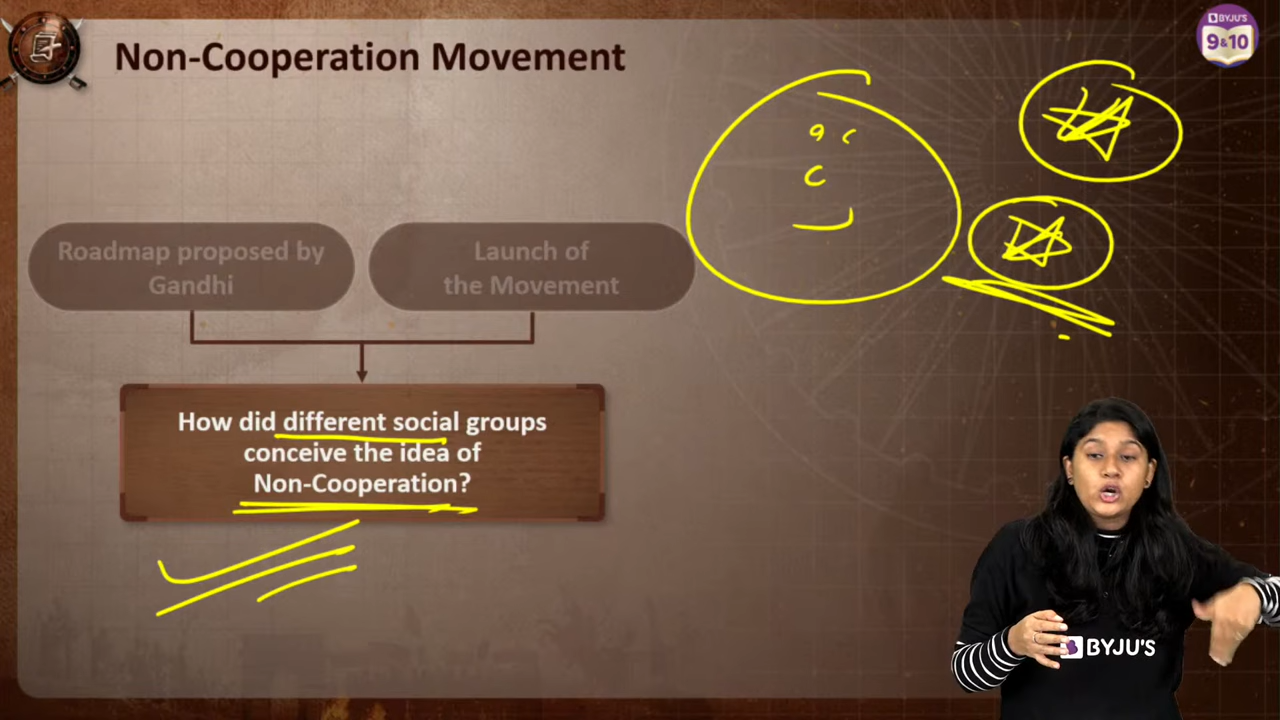 Non-Cooperation Movement
BYJU'S
9&10
Roadmap proposed by
Gandhi
Launch of
the Movement
How did different social groups
conceive the idea of
Non-Cooperation?
BYJU'S